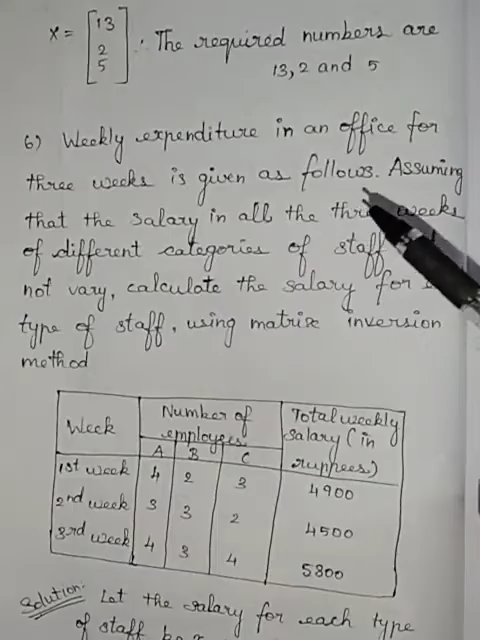 x = [13 2 5] ∴ The required numbers are
13, 2 and 5
6) Weekly expenditure in an office for
three weeks is given as follows. Assuming
that the salary in all the weeks
of different categories of staff
not vary, calculate the salary for
type of staff, using matrix inversion
method
Week Number of employees Total weekly salary (in ruppees)
A B C
1st week 4 2 3 4900
2nd week 3 3 2 4500
3rd week 4 3 4 5800
Solution: Let the salary for each type
of staff be